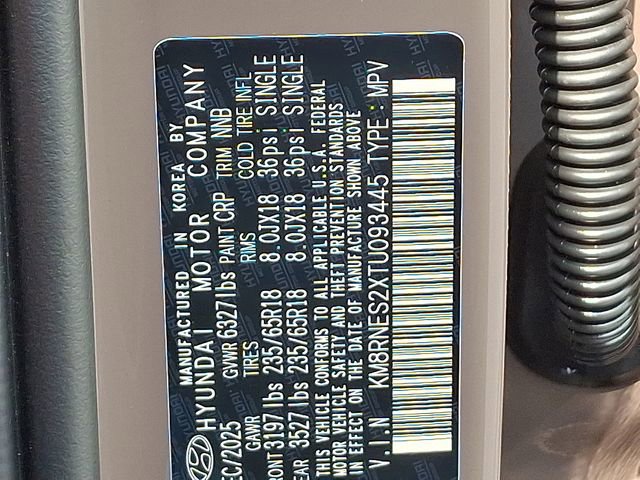 MANUFACTURED IN KOREA BY
HYUNDAI MOTOR COMPANY
EC/2025 GVWR 6327lbs PAINT CRP TRIM NNB
GAWR TIRES RIMS COLD TIRE INFL
RONT 3197lbs 235/65R18 8.0JX18 36psi SINGLE
EAR 3527lbs 235/65R18 8.0JX18 36psi SINGLE
THIS VEHICLE CONFORMS TO ALL APPLICABLE U.S.A. FEDERAL
MOTOR VEHICLE SAFETY AND THEFT PREVENTION STANDARDS
IN EFFECT ON THE DATE OF MANUFACTURE SHOWN ABOVE
V.I.N KM8RNES2XTU093445 TYPE : MPV